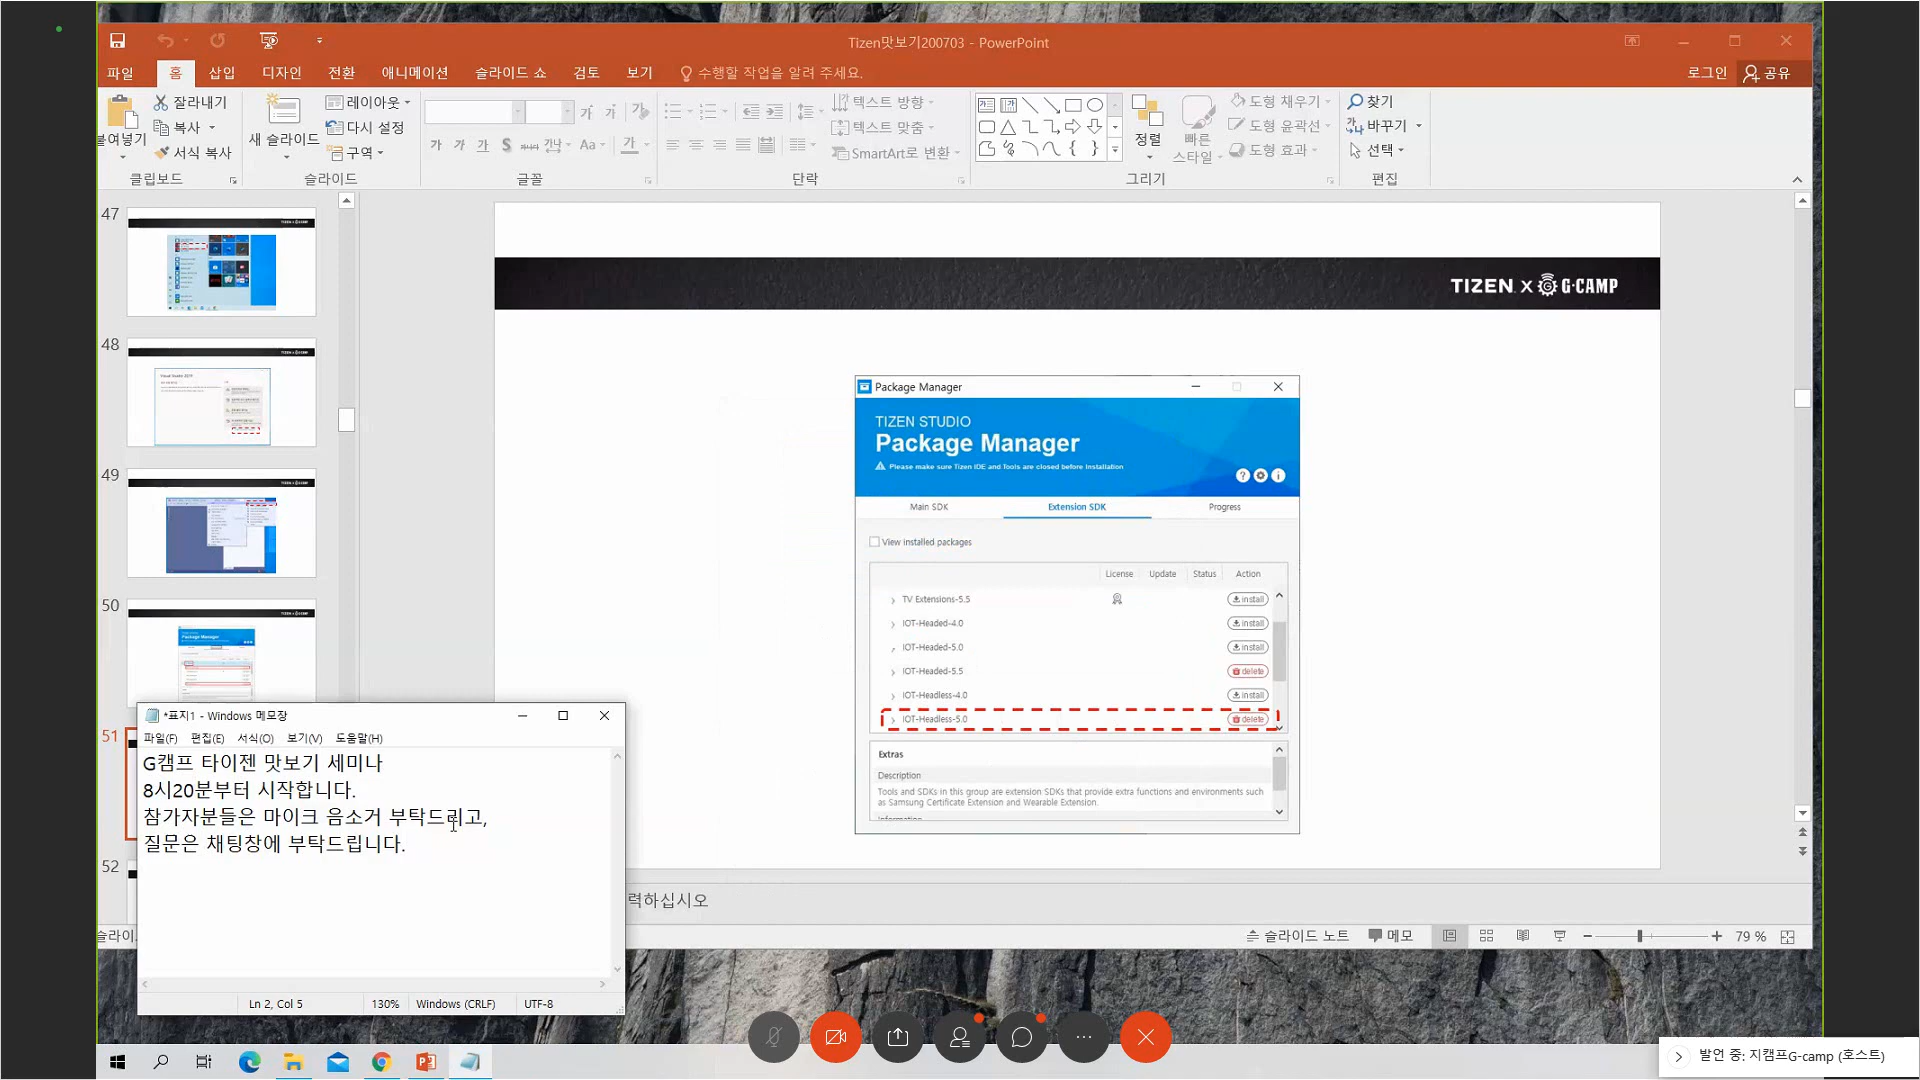 Tizen맛보기200703 - PowerPoint
파일 홈 삽입 디자인 전환 애니메이션 슬라이드 쇼 검토 보기 수행할 작업을 알려 주세요. 로그인 공유
붙여넣기 잘라내기 복사 서식 복사 클립보드
새 슬라이드 레이아웃 다시 설정 구역 슬라이드
가 가 가 S 간 Aa 가 글꼴
텍스트 방향 텍스트 맞춤 SmartArt로 변환 단락
정렬 빠른 스타일 도형 채우기 도형 윤곽선 도형 효과 그리기
찾기 바꾸기 선택 편집
47
48
49
50
51
52
TIZEN X G·CAMP
Package Manager
TIZEN STUDIO
Package Manager
Please make sure Tizen IDE and Tools are closed before installation
Main SDK Extension SDK Progress
View installed packages
License Update Status Action
TV Extensions-5.5 install
IOT-Headed-4.0 install
IOT-Headed-5.0 install
IOT-Headed-5.5 delete
IOT-Headless-4.0 install
IOT-Headless-5.0 delete
Extras
Description
Tools and SDKs in this group are extension SDKs that provide extra functions and environments such
as Samsung Certificate Extension and Wearable Extension.
*표지1 - Windows 메모장
파일(F) 편집(E) 서식(O) 보기(V) 도움말(H)
G캠프 타이젠 맛보기 세미나
8시20분부터 시작합니다.
참가자분들은 마이크 음소거 부탁드리고,
질문은 채팅창에 부탁드립니다.
Ln 2, Col 5 130% Windows (CRLF) UTF-8
력하십시오
슬라이드 노트 메모 79 %
발언 중: 지캠프G-camp (호스트)